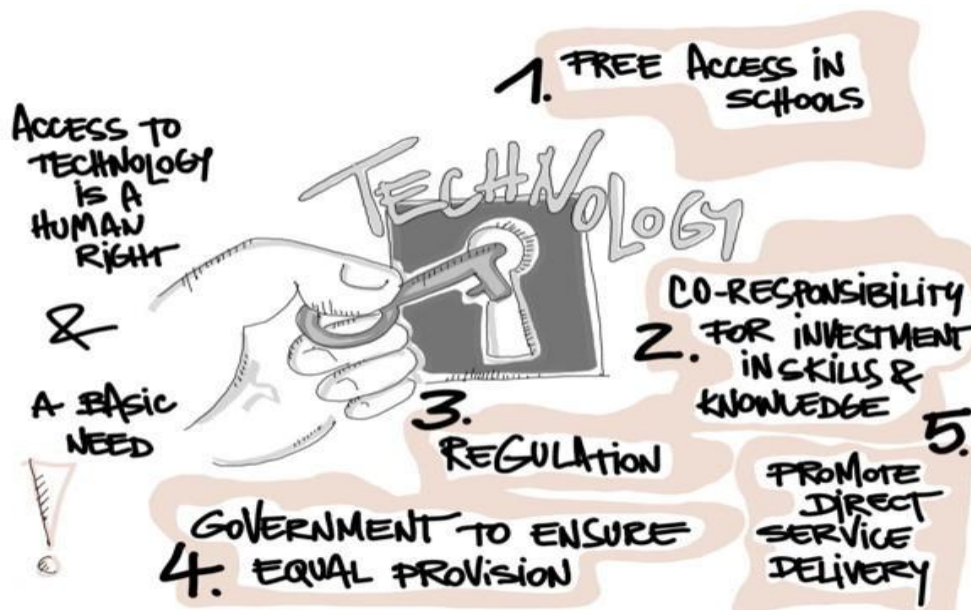 ACCESS TO
TECHNOLOGY
IS A
HUMAN
RIGHT
&
A BASIC
NEED
!
TECHNOLOGY
1. FREE ACCESS IN
SCHOOLS
2. CO-RESPONSIBILITY
FOR INVESTMENT
IN SKILLS &
KNOWLEDGE
3. REGULATION
4. GOVERNMENT TO ENSURE
EQUAL PROVISION
5. PROMOTE
DIRECT
SERVICE
DELIVERY